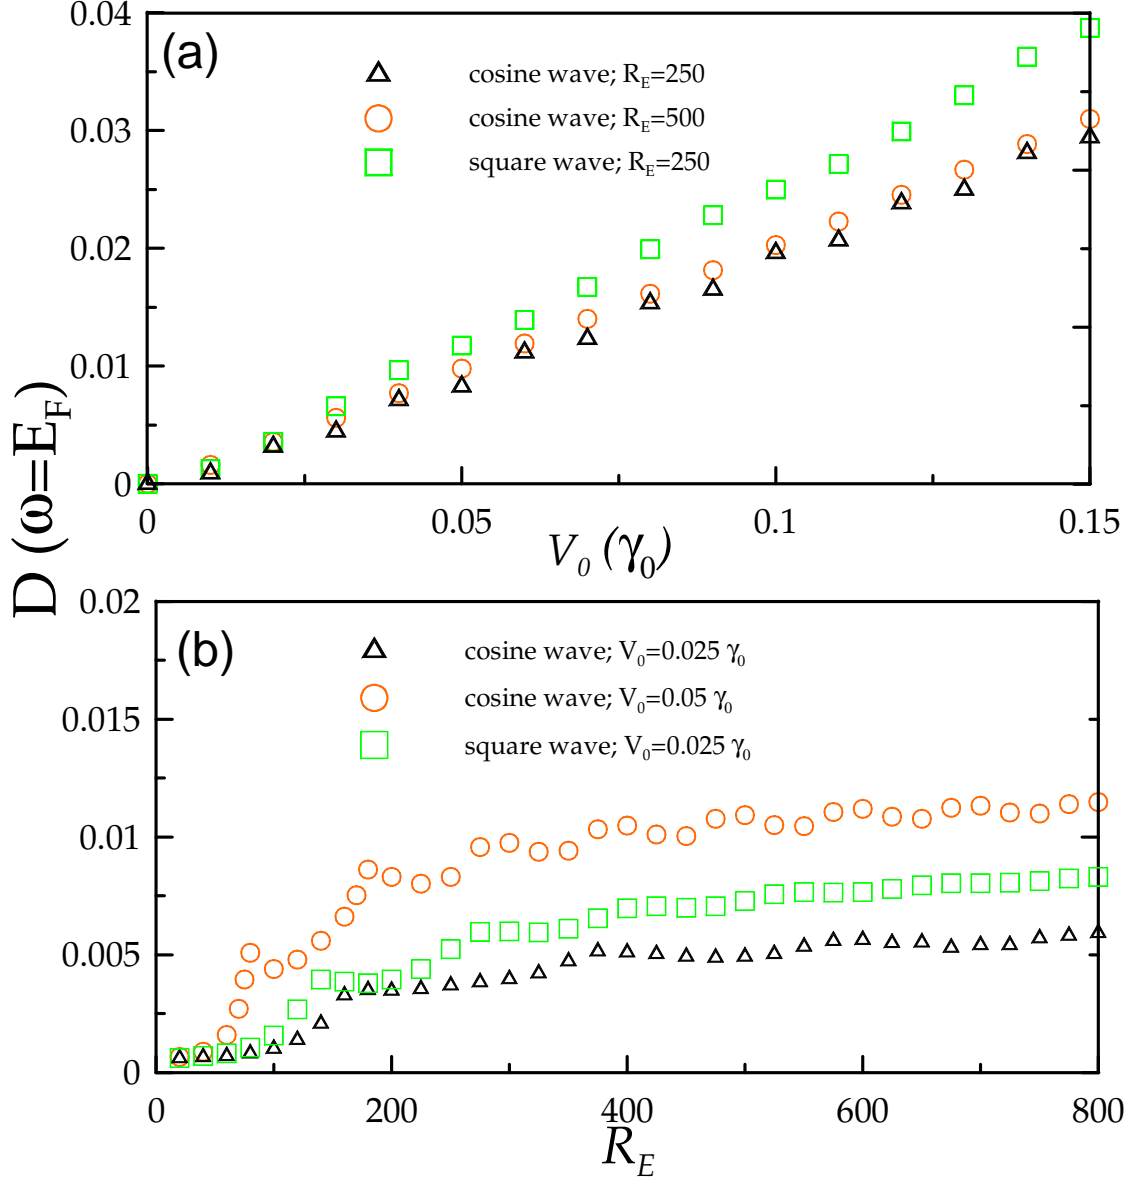 0.04
(a)
cosine wave; R_E=250
cosine wave; R_E=500
square wave; R_E=250
0.03
0.02
0.01
0
0 0.05 0.1 0.15
V_0 (γ_0)
D (ω=E_F)
0.02
(b)
cosine wave; V_0=0.025 γ_0
cosine wave; V_0=0.05 γ_0
square wave; V_0=0.025 γ_0
0.015
0.01
0.005
0
0 200 400 600 800
R_E